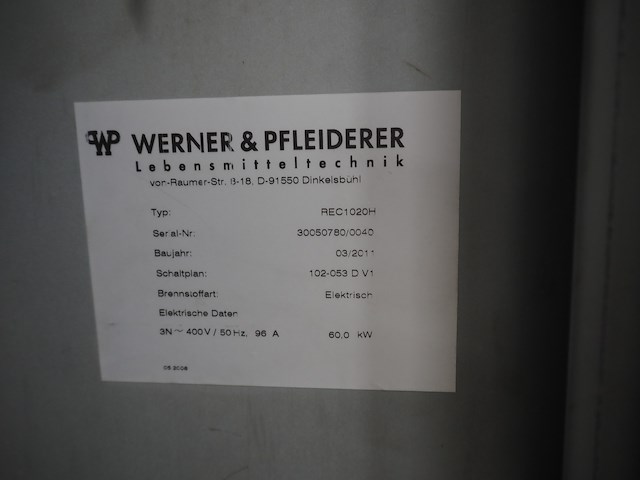 WP WERNER & PFLEIDERER
Lebensmitteltechnik
von-Raumer-Str. 8-18, D-91550 Dinkelsbühl
Typ: REC1020H
Serial-Nr: 30050780/0040
Baujahr: 03/2011
Schaltplan: 102-053 D V1
Brennstoffart: Elektrisch
Elektrische Daten
3N~ 400V / 50Hz, 96 A 60,0 kW
05.2008